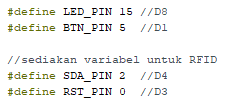 #define LED_PIN 15 //D8
#define BTN_PIN 5  //D1
//sediakan variabel untuk RFID
#define SDA_PIN 2  //D4
#define RST_PIN 0  //D3